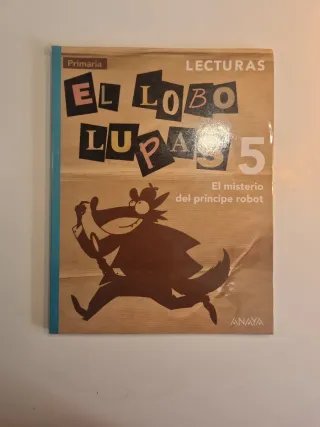 Primaria
LECTURAS
EL LOBO
LUPAS 5
El misterio
del príncipe robot
ANAYA